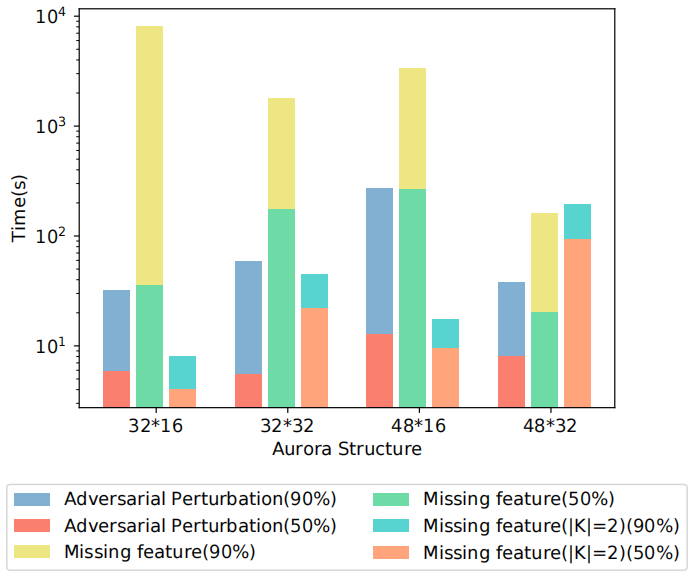 10^4
10^3
10^2
10^1
Time(s)
32*16 32*32 48*16 48*32
Aurora Structure
Adversarial Perturbation(90%)
Adversarial Perturbation(50%)
Missing feature(90%)
Missing feature(50%)
Missing feature(|K|=2)(90%)
Missing feature(|K|=2)(50%)